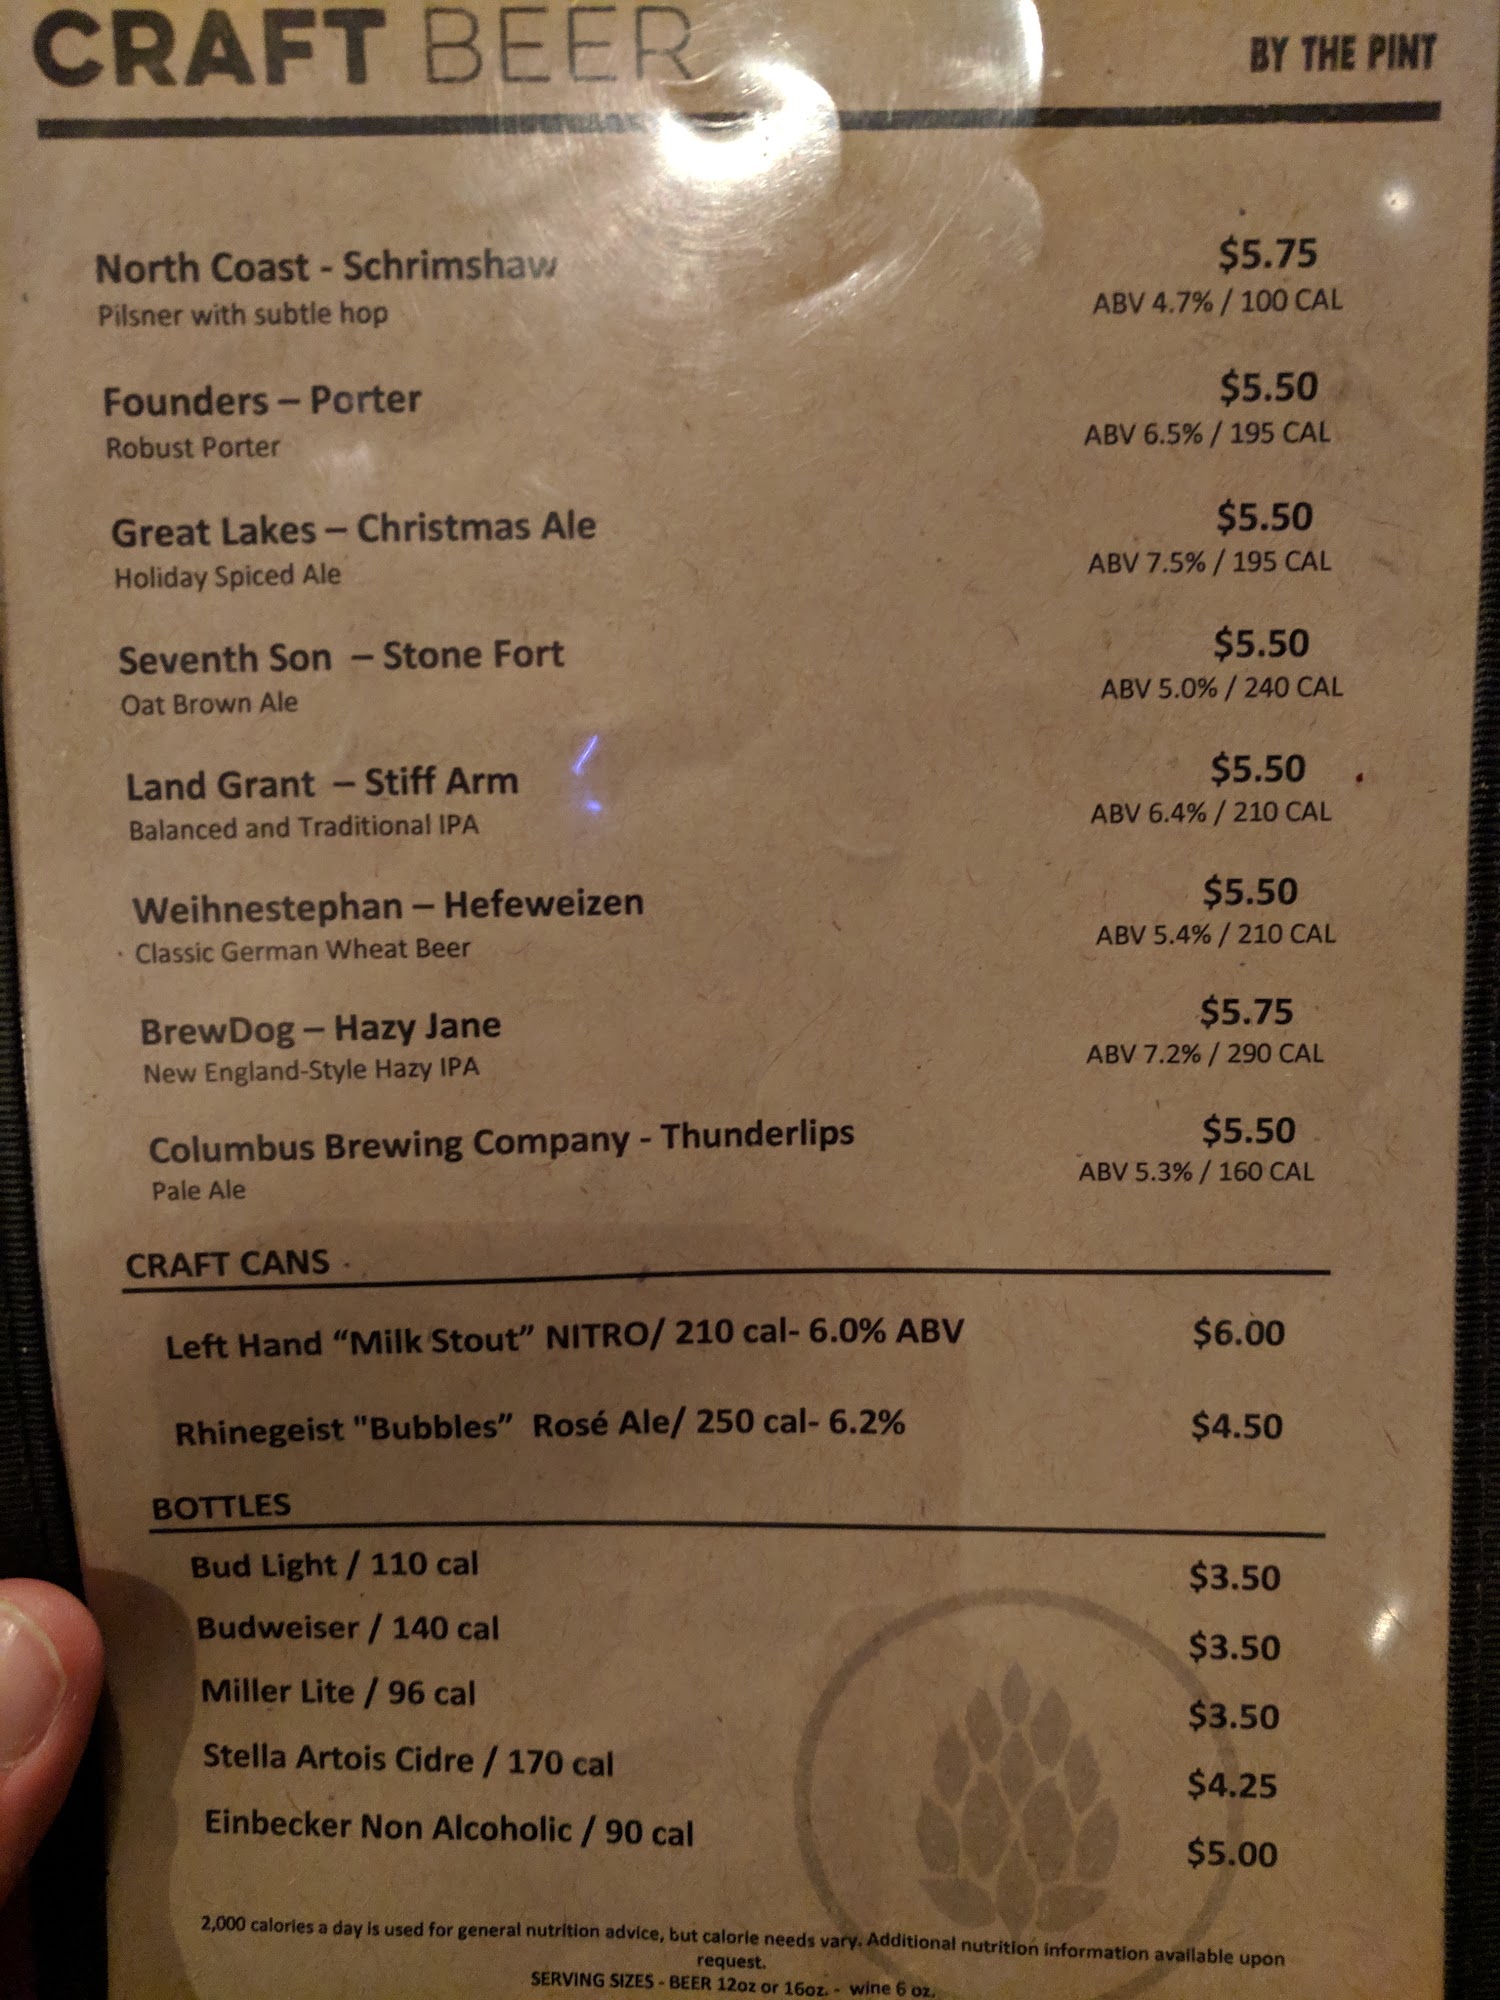 CRAFT BEER BY THE PINT
North Coast - Schrimshaw $5.75
Pilsner with subtle hop ABV 4.7% / 100 CAL
Founders – Porter $5.50
Robust Porter ABV 6.5% / 195 CAL
Great Lakes – Christmas Ale $5.50
Holiday Spiced Ale ABV 7.5% / 195 CAL
Seventh Son – Stone Fort $5.50
Oat Brown Ale ABV 5.0% / 240 CAL
Land Grant – Stiff Arm $5.50
Balanced and Traditional IPA ABV 6.4% / 210 CAL
Weihnestephan – Hefeweizen $5.50
Classic German Wheat Beer ABV 5.4% / 210 CAL
BrewDog – Hazy Jane $5.75
New England-Style Hazy IPA ABV 7.2% / 290 CAL
Columbus Brewing Company - Thunderlips $5.50
Pale Ale ABV 5.3% / 160 CAL
CRAFT CANS
Left Hand “Milk Stout” NITRO/ 210 cal- 6.0% ABV $6.00
Rhinegeist "Bubbles” Rosé Ale/ 250 cal- 6.2% $4.50
BOTTLES
Bud Light / 110 cal $3.50
Budweiser / 140 cal $3.50
Miller Lite / 96 cal $3.50
Stella Artois Cidre / 170 cal $4.25
Einbecker Non Alcoholic / 90 cal $5.00
2,000 calories a day is used for general nutrition advice, but calorie needs vary. Additional nutrition information available upon
request.
SERVING SIZES - BEER 12oz or 16oz. - wine 6 oz.